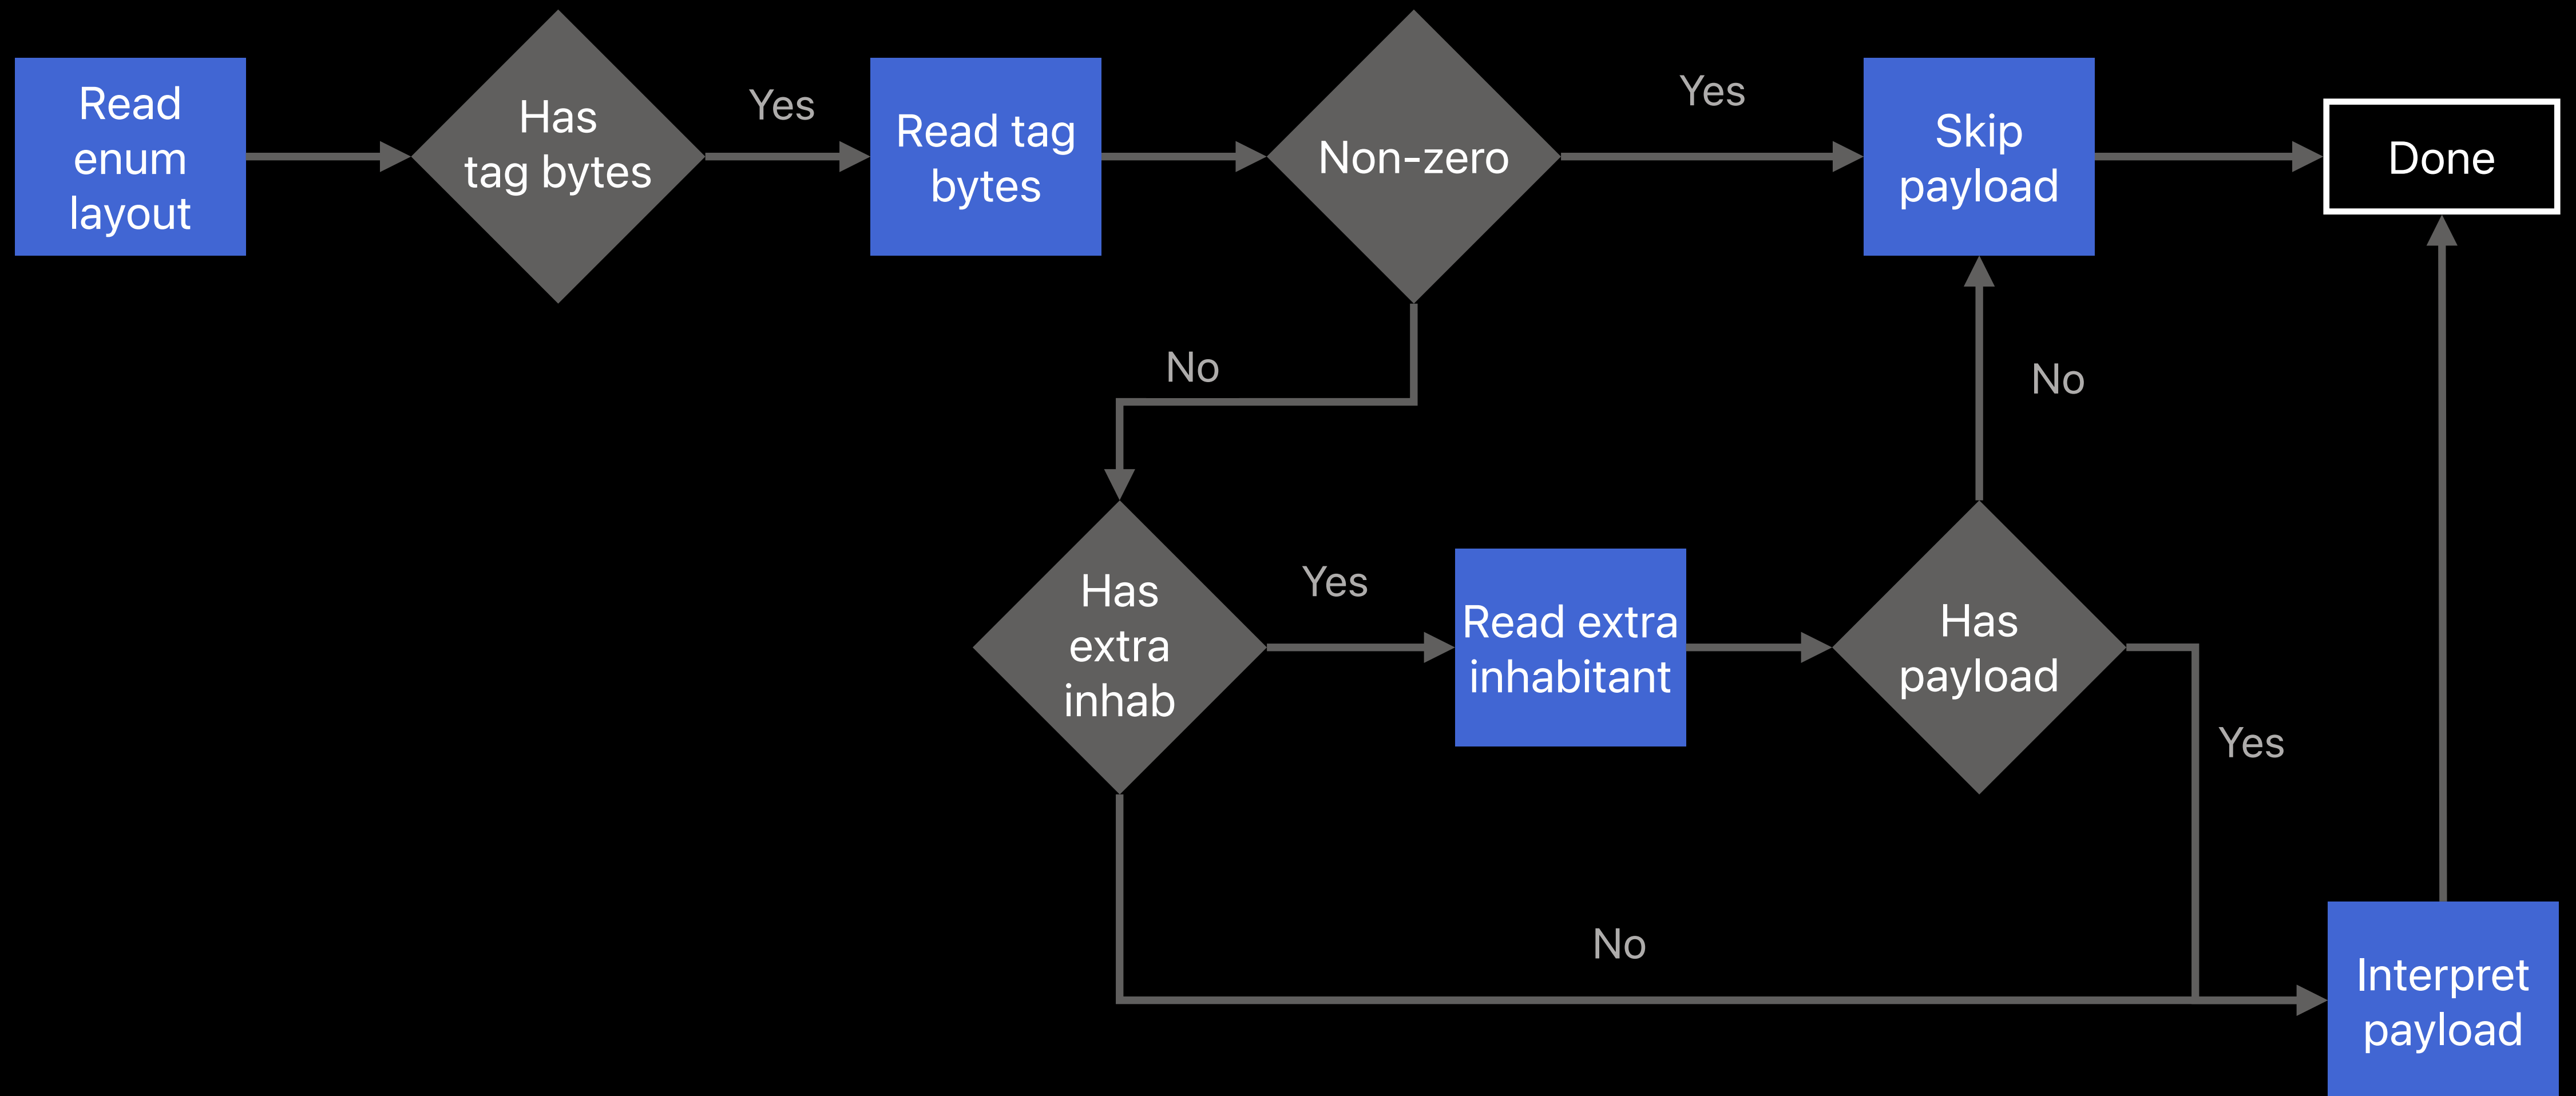 Read
enum
layout
Has
tag bytes
Yes
Read tag
bytes
Non-zero
Yes
Skip
payload
Done
No
No
Has
extra
inhab
Yes
Read extra
inhabitant
Has
payload
Yes
No
Interpret
payload